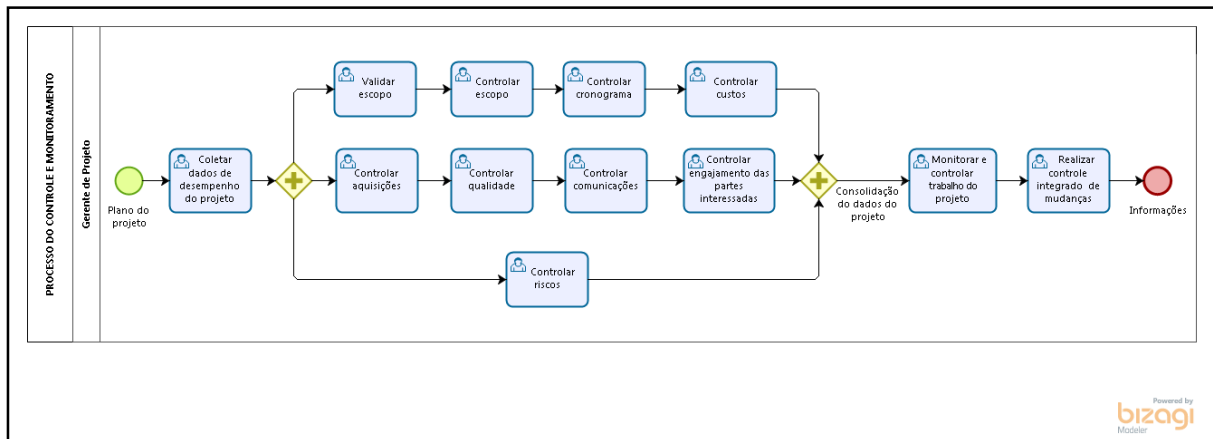 PROCESSO DO CONTROLE E MONITORAMENTO
Gerente de Projeto
Plano do
projeto
Coletar
dados de
desempenho
do projeto
Validar
escopo
Controlar
escopo
Controlar
cronograma
Controlar
custos
Controlar
aquisições
Controlar
qualidade
Controlar
comunicações
Controlar
engajamento das
partes
interessadas
Controlar
riscos
Consolidação
do dados do
projeto
Monitorar e
controlar
trabalho do
projeto
Realizar
controle
integrado de
mudanças
Informações
Powered by
bizagi
Modeler